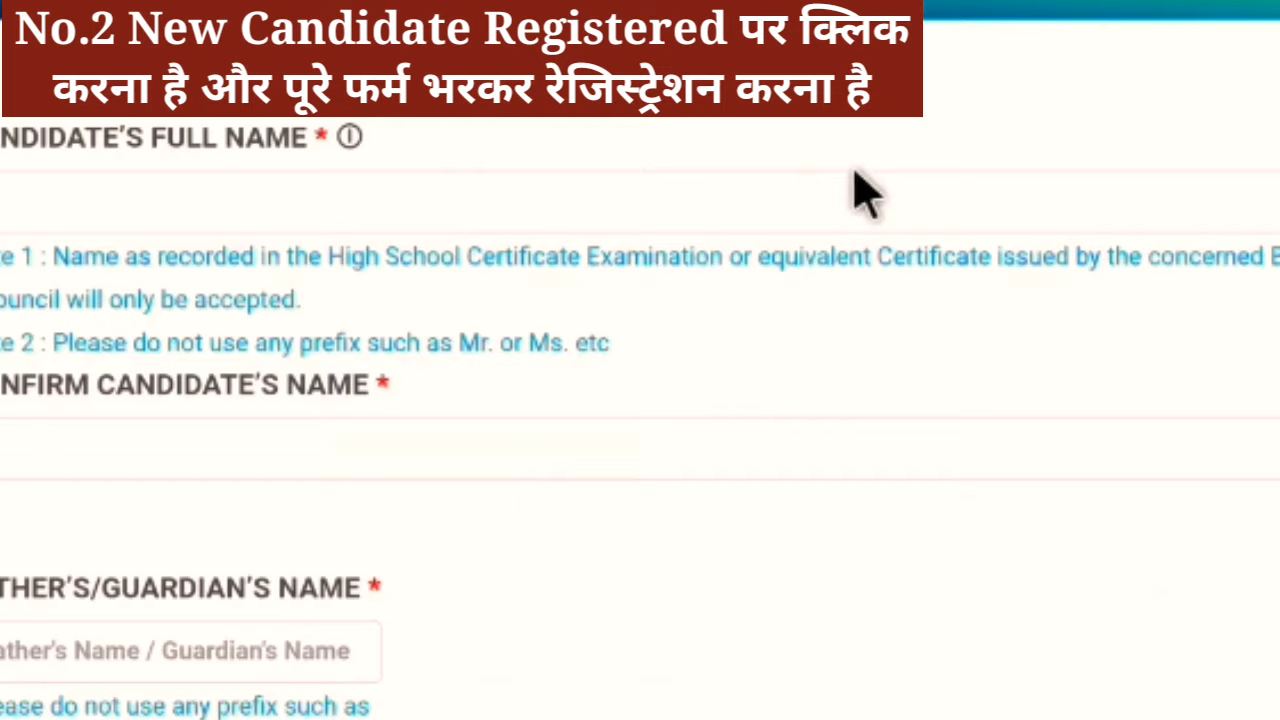 No.2 New Candidate Registered पर क्लिक
करना है और पूरे फर्म भरकर रेजिस्ट्रेशन करना है
NDIDATE'S FULL NAME * ⓘ
te 1 : Name as recorded in the High School Certificate Examination or equivalent Certificate issued by the concerned B
ouncil will only be accepted.
te 2 : Please do not use any prefix such as Mr. or Ms. etc
NFIRM CANDIDATE'S NAME *
THER'S/GUARDIAN'S NAME *
ather's Name / Guardian's Name
ease do not use any prefix such as